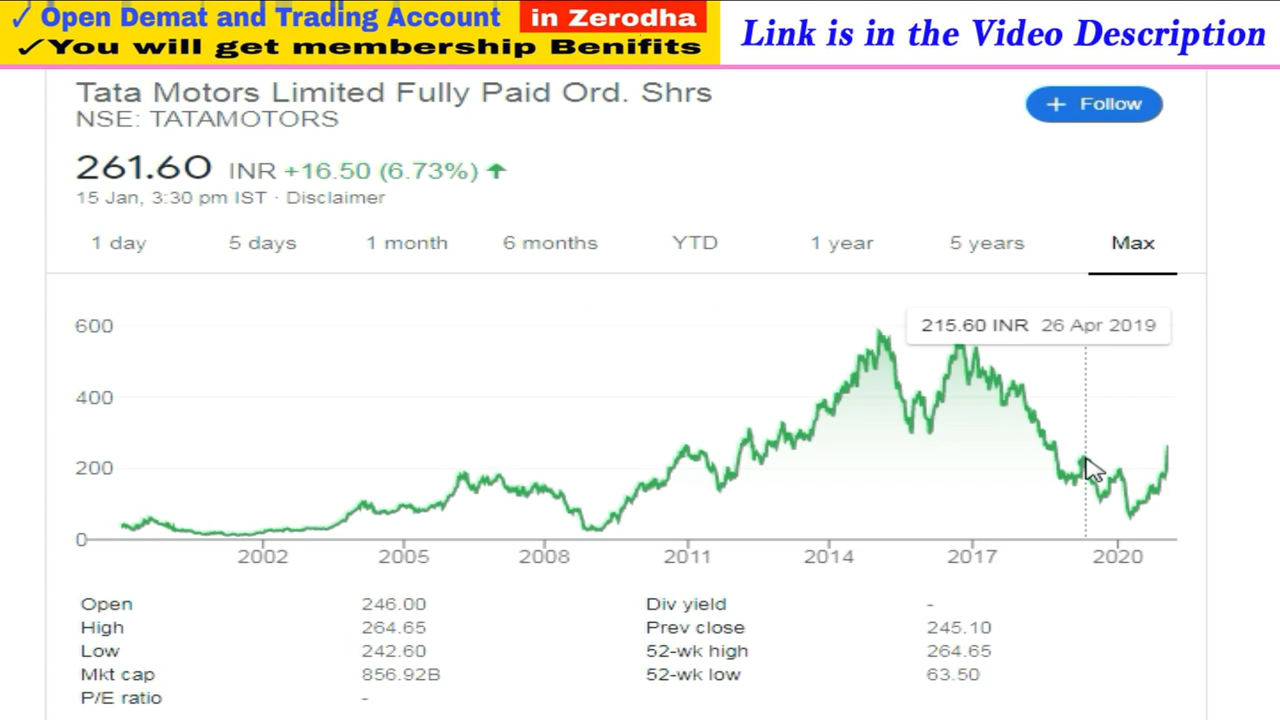 ✓ Open Demat and Trading Account in Zerodha
✓You will get membership Benifits
Link is in the Video Description
Tata Motors Limited Fully Paid Ord. Shrs
NSE: TATAMOTORS
+ Follow
261.60 INR +16.50 (6.73%) ↑
15 Jan, 3:30 pm IST · Disclaimer
1 day 5 days 1 month 6 months YTD 1 year 5 years Max
215.60 INR 26 Apr 2019
600
400
200
0
2002 2005 2008 2011 2014 2017 2020
Open 246.00 Div yield -
High 264.65 Prev close 245.10
Low 242.60 52-wk high 264.65
Mkt cap 856.92B 52-wk low 63.50
P/E ratio -